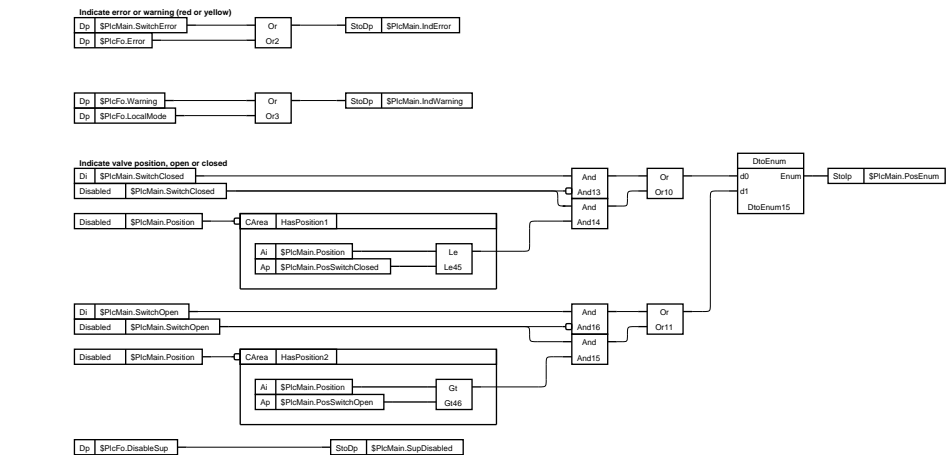 Indicate error or warning (red or yellow)
Dp $PlcMain.SwitchError Or StoDp $PlcMain.IndError
Dp $PlcFo.Error Or2
Dp $PlcFo.Warning Or StoDp $PlcMain.IndWarning
Dp $PlcFo.LocalMode Or3
Indicate valve position, open or closed
DtoEnum
Di $PlcMain.SwitchClosed And Or d0 Enum StoIp $PlcMain.PosEnum
Disabled $PlcMain.SwitchClosed And13 Or10 d1
And DtoEnum15
Disabled $PlcMain.Position CArea HasPosition1 And14
Ai $PlcMain.Position Le
Ap $PlcMain.PosSwitchClosed Le45
Di $PlcMain.SwitchOpen And Or
Disabled $PlcMain.SwitchOpen And16 Or11
And
Disabled $PlcMain.Position CArea HasPosition2 And15
Ai $PlcMain.Position Gt
Ap $PlcMain.PosSwitchOpen Gt46
Dp $PlcFo.DisableSup StoDp $PlcMain.SupDisabled